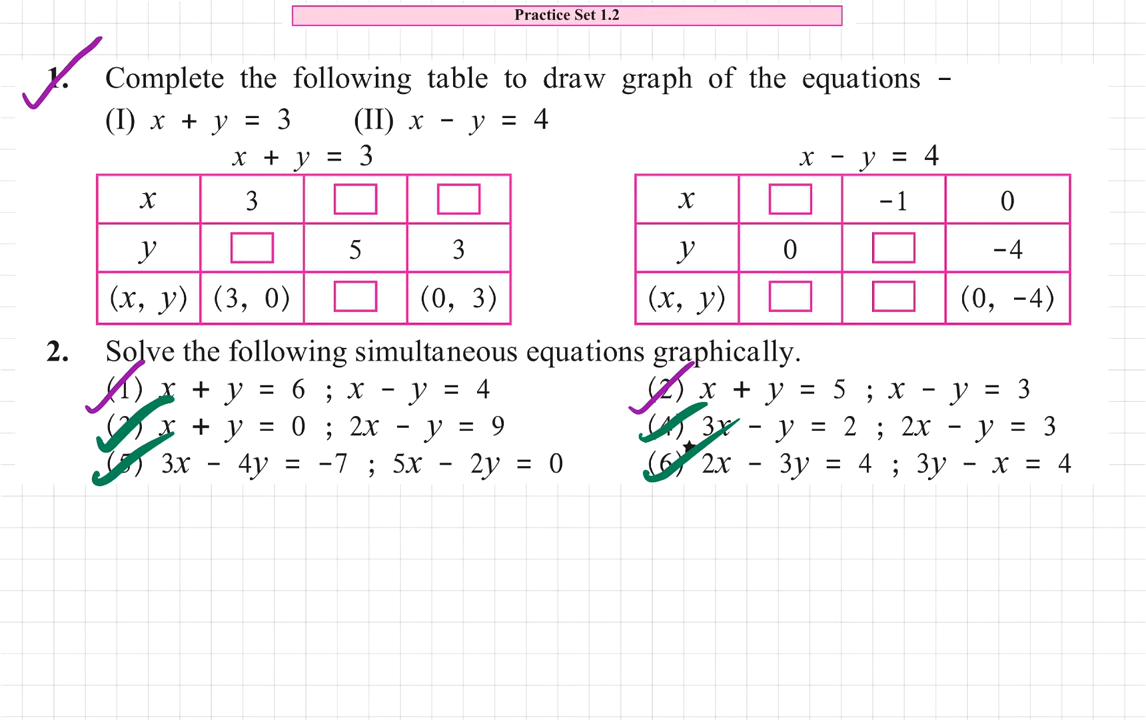 Practice Set 1.2
1. Complete the following table to draw graph of the equations -
(I) x + y = 3 (II) x - y = 4
x + y = 3 x - y = 4
x 3 □ □ x □ -1 0
y □ 5 3 y 0 □ -4
(x, y) (3, 0) □ (0, 3) (x, y) □ □ (0, -4)
2. Solve the following simultaneous equations graphically.
(1) x + y = 6 ; x - y = 4 (2) x + y = 5 ; x - y = 3
(3) x + y = 0 ; 2x - y = 9 (4) 3x - y = 2 ; 2x - y = 3
(5) 3x - 4y = -7 ; 5x - 2y = 0 (6)★ 2x - 3y = 4 ; 3y - x = 4